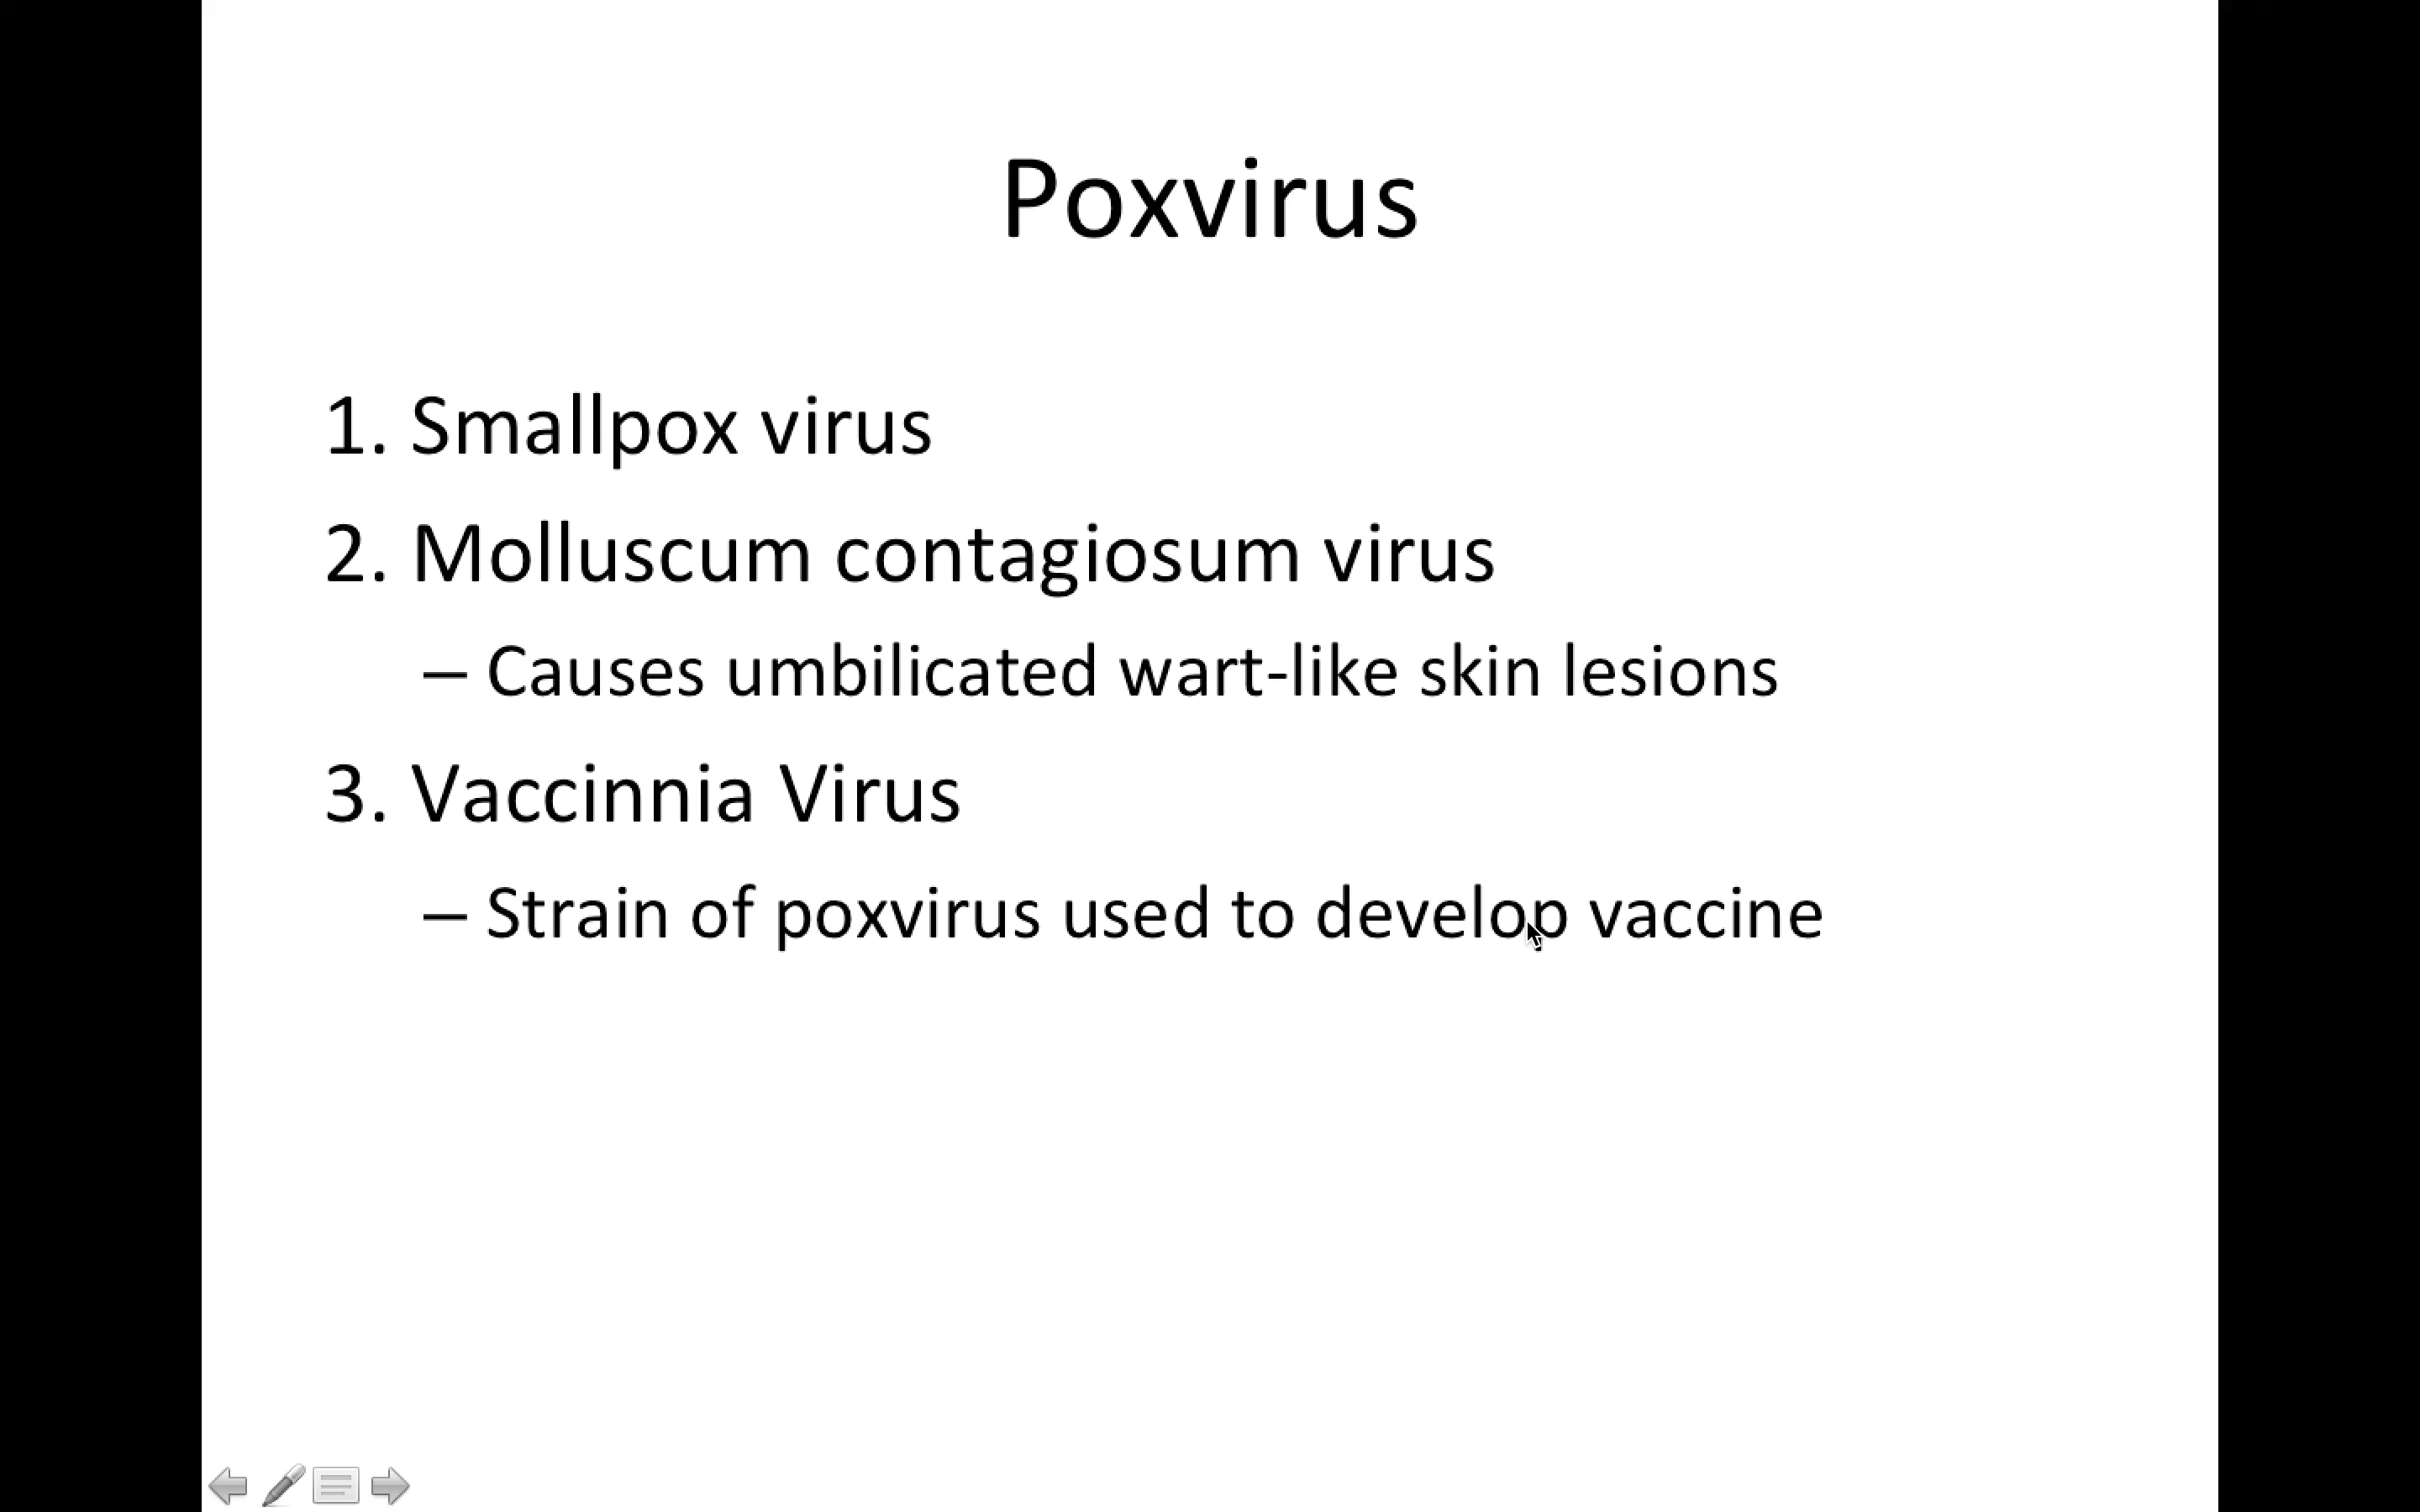 Poxvirus
1. Smallpox virus
2. Molluscum contagiosum virus
– Causes umbilicated wart-like skin lesions
3. Vaccinnia Virus
– Strain of poxvirus used to develop vaccine